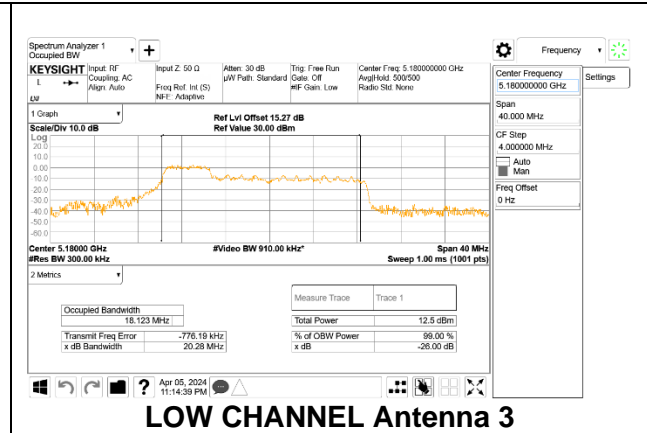 Spectrum Analyzer 1
Occupied BW
Frequency
KEYSIGHT
Input: RF
Coupling: AC
Align: Auto
Input Z: 50 Ω
Freq Ref: Int (S)
NFE: Adaptive
Atten: 30 dB
µW Path: Standard
Trig: Free Run
Gate: Off
#IF Gain: Low
Center Freq: 5.180000000 GHz
Avg|Hold: 500/500
Radio Std: None
L
Center Frequency
5.180000000 GHz
Settings
Span
40.000 MHz
CF Step
4.000000 MHz
Auto
Man
Freq Offset
0 Hz
1 Graph
Scale/Div 10.0 dB
Ref Lvl Offset 15.27 dB
Ref Value 30.00 dBm
Log
20.0
10.0
0.00
-10.0
-20.0
-30.0
-40.0
-50.0
-60.0
Center 5.18000 GHz
#Res BW 300.00 kHz
#Video BW 910.00 kHz*
Span 40 MHz
Sweep 1.00 ms (1001 pts)
2 Metrics
Measure Trace
Trace 1
Occupied Bandwidth
18.123 MHz
Total Power
12.5 dBm
Transmit Freq Error
-776.19 kHz
% of OBW Power
99.00 %
x dB Bandwidth
20.28 MHz
x dB
-26.00 dB
Apr 05, 2024
11:14:39 PM
LOW CHANNEL Antenna 3